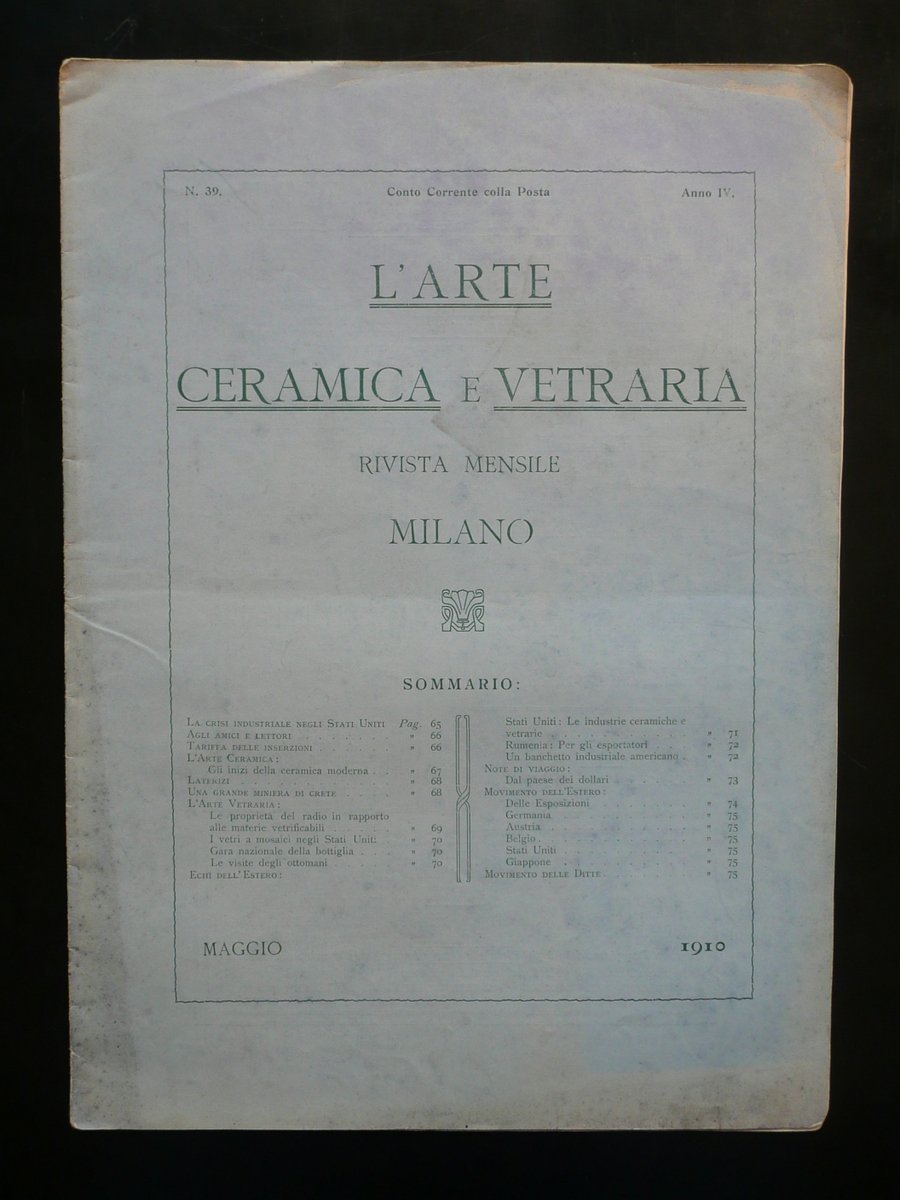 N. 39. Conto Corrente colla Posta Anno IV.
L'ARTE
CERAMICA E VETRARIA
RIVISTA MENSILE
MILANO
SOMMARIO:
La crisi industriale negli Stati Uniti Pag. 65
Agli amici e lettori . . . . . . . " 66
Tariffa delle inserzioni . . . . . . " 66
L'Arte Ceramica:
Gli inizi della ceramica moderna . . " 67
Laterizi . . . . . . . . . . " 68
Una grande miniera di crete . . . . " 68
L'Arte Vetraria:
Le proprietà del radio in rapporto
alle materie vetrificabili . . . . . " 69
I vetri a mosaici negli Stati Uniti. " 70
Gara nazionale della bottiglia . . . " 70
Le visite degli ottomani . . . . . " 70
Echi dell'Estero:
Stati Uniti: Le industrie ceramiche e
vetrarie . . . . . . . . . " 71
Rumenia: Per gli esportatori . . . " 72
Un banchetto industriale americano . " 72
Note di viaggio:
Dal paese dei dollari . . . . . . " 73
Movimento dell'Estero:
Delle Esposizioni . . . . . . . " 74
Germania . . . . . . . . . " 75
Austria . . . . . . . . . . " 75
Belgio . . . . . . . . . . " 75
Stati Uniti . . . . . . . . . " 75
Giappone . . . . . . . . . " 75
Movimento delle Ditte . . . . . . " 75
MAGGIO 1910